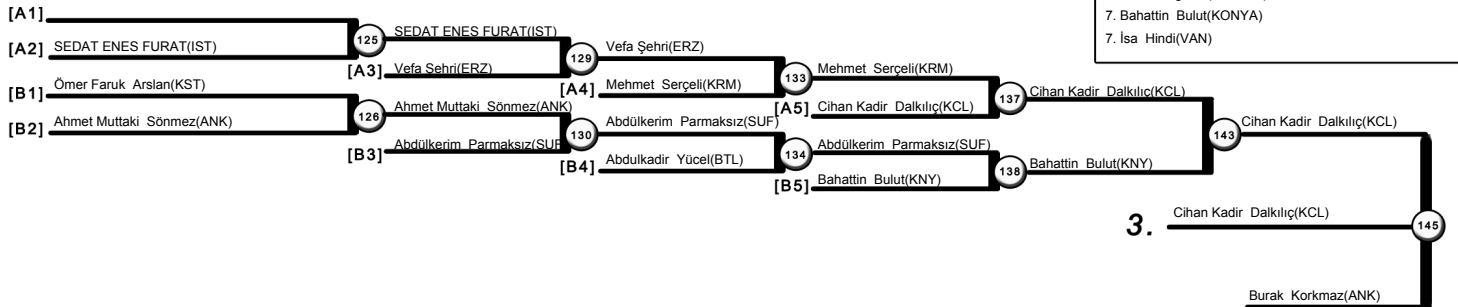 7. Bahattin Bulut(KONYA)
7. İsa Hindi(VAN)
[A1]
[A2] SEDAT ENES FURAT(IST)
125 SEDAT ENES FURAT(IST)
[A3] Vefa Şehri(ERZ)
129 Vefa Şehri(ERZ)
[A4] Mehmet Serçeli(KRM)
133 Mehmet Serçeli(KRM)
[A5] Cihan Kadir Dalkılıç(KCL)
137 Cihan Kadir Dalkılıç(KCL)
[B1] Ömer Faruk Arslan(KST)
[B2] Ahmet Muttaki Sönmez(ANK)
126 Ahmet Muttaki Sönmez(ANK)
[B3] Abdülkerim Parmaksız(SUF
130 Abdülkerim Parmaksız(SUF)
[B4] Abdulkadir Yücel(BTL)
134 Abdülkerim Parmaksız(SUF)
[B5] Bahattin Bulut(KNY)
138 Bahattin Bulut(KNY)
143 Cihan Kadir Dalkılıç(KCL)
3. Cihan Kadir Dalkılıç(KCL)
145
Burak Korkmaz(ANK)